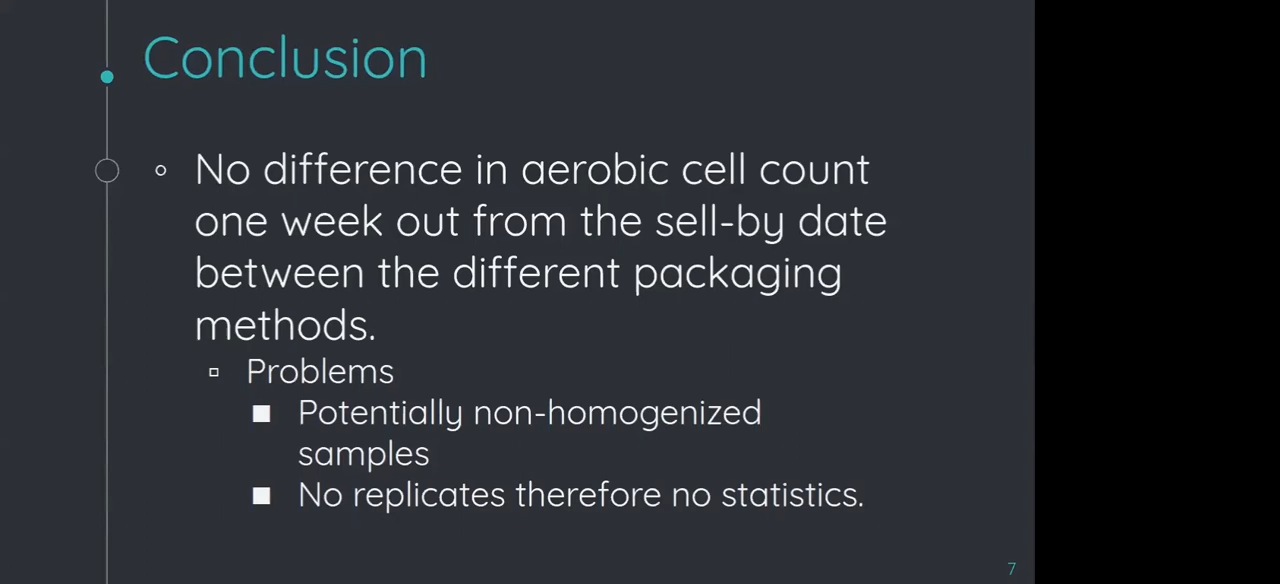 Conclusion
No difference in aerobic cell count
one week out from the sell-by date
between the different packaging
methods.
Problems
Potentially non-homogenized
samples
No replicates therefore no statistics.
7